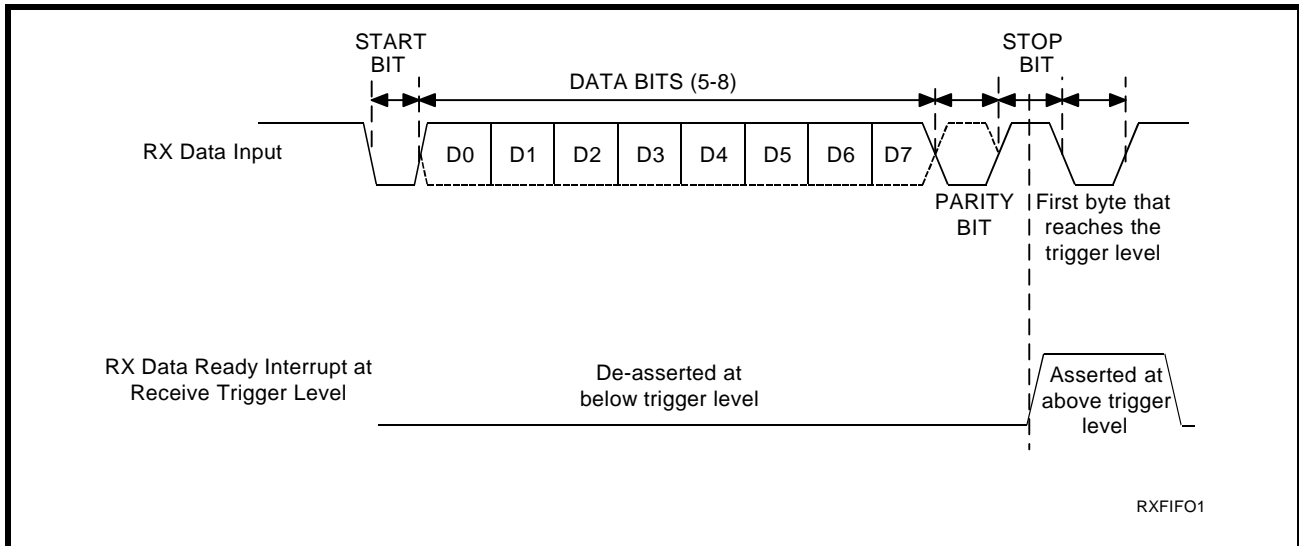 START
BIT
STOP
BIT
DATA BITS (5-8)
RX Data Input
D0 D1 D2 D3 D4 D5 D6 D7
PARITY
BIT
First byte that
reaches the
trigger level
RX Data Ready Interrupt at
Receive Trigger Level
De-asserted at
below trigger level
Asserted at
above trigger
level
RXFIFO1